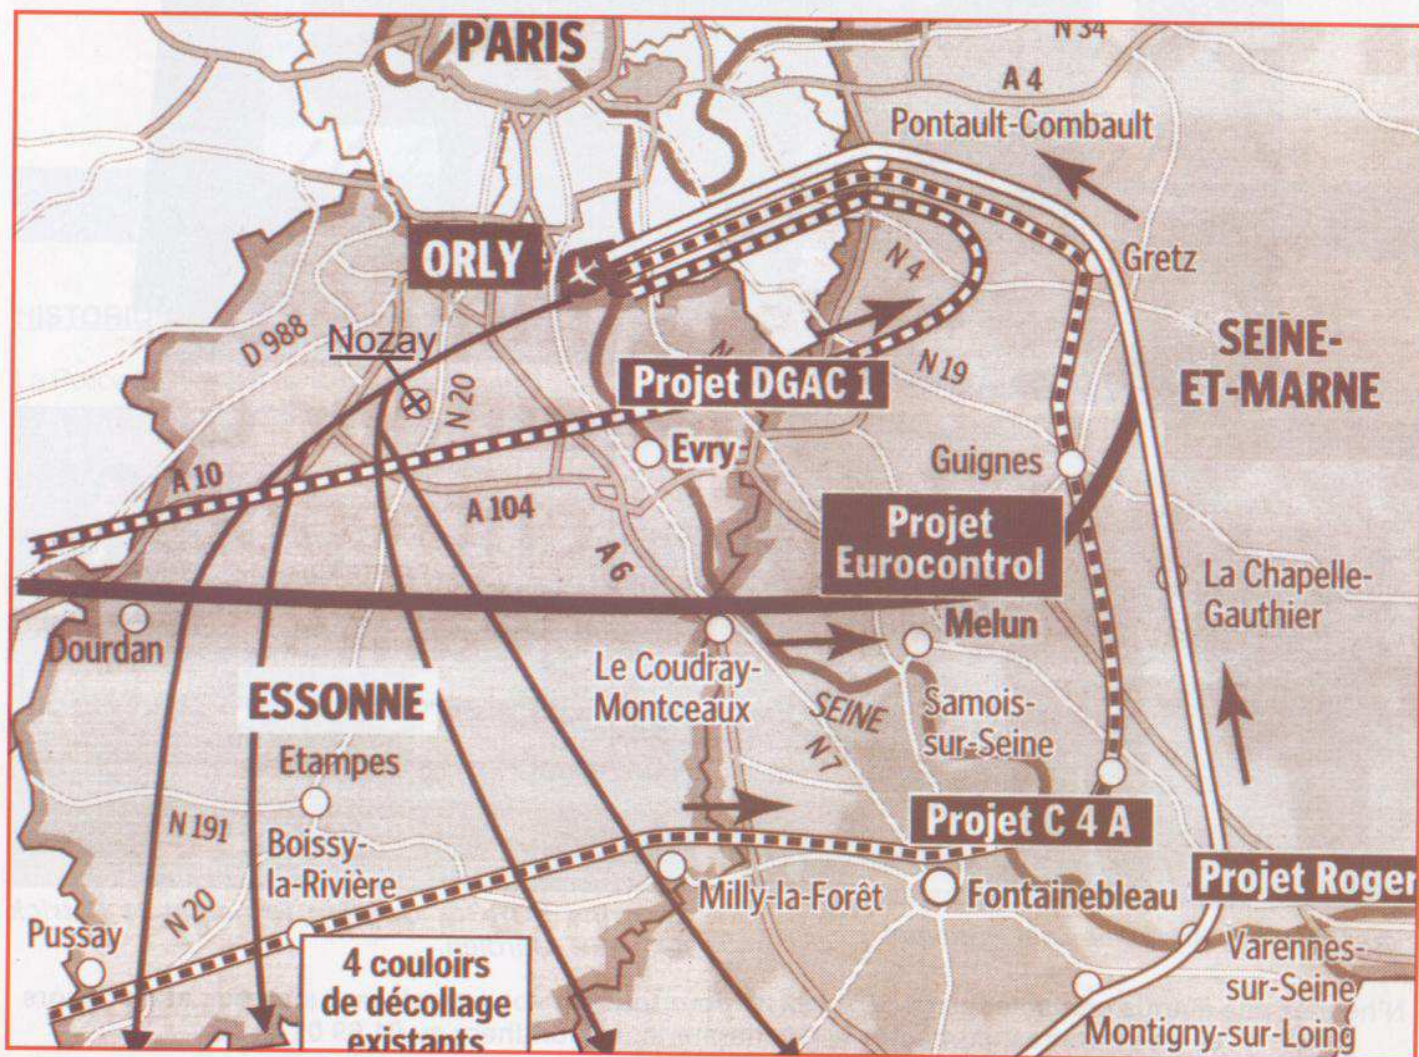 PARIS
N 34
A 4
Pontault-Combault
ORLY
N 4
Gretz
HISTORI
D 988
Nozay
SEINE-
ET-MARNE
N 20
Projet DGAC 1
N 19
A 10
Evry
Guignes
A 104
Projet
Eurocontrol
A 6
La Chapelle-
Gauthier
Dourdan
Melun
Le Coudray-
Montceaux
ESSONNE
SEINE
Samois-
sur-Seine
Etampes
N 7
N 191
Projet C 4 A
Boissy-
la-Rivière
Projet Roger
Milly-la-Forêt
Fontainebleau
N 20
Pussay
4 couloirs
de décollage
existants
Varennes-
sur-Seine
Montigny-sur-Loing